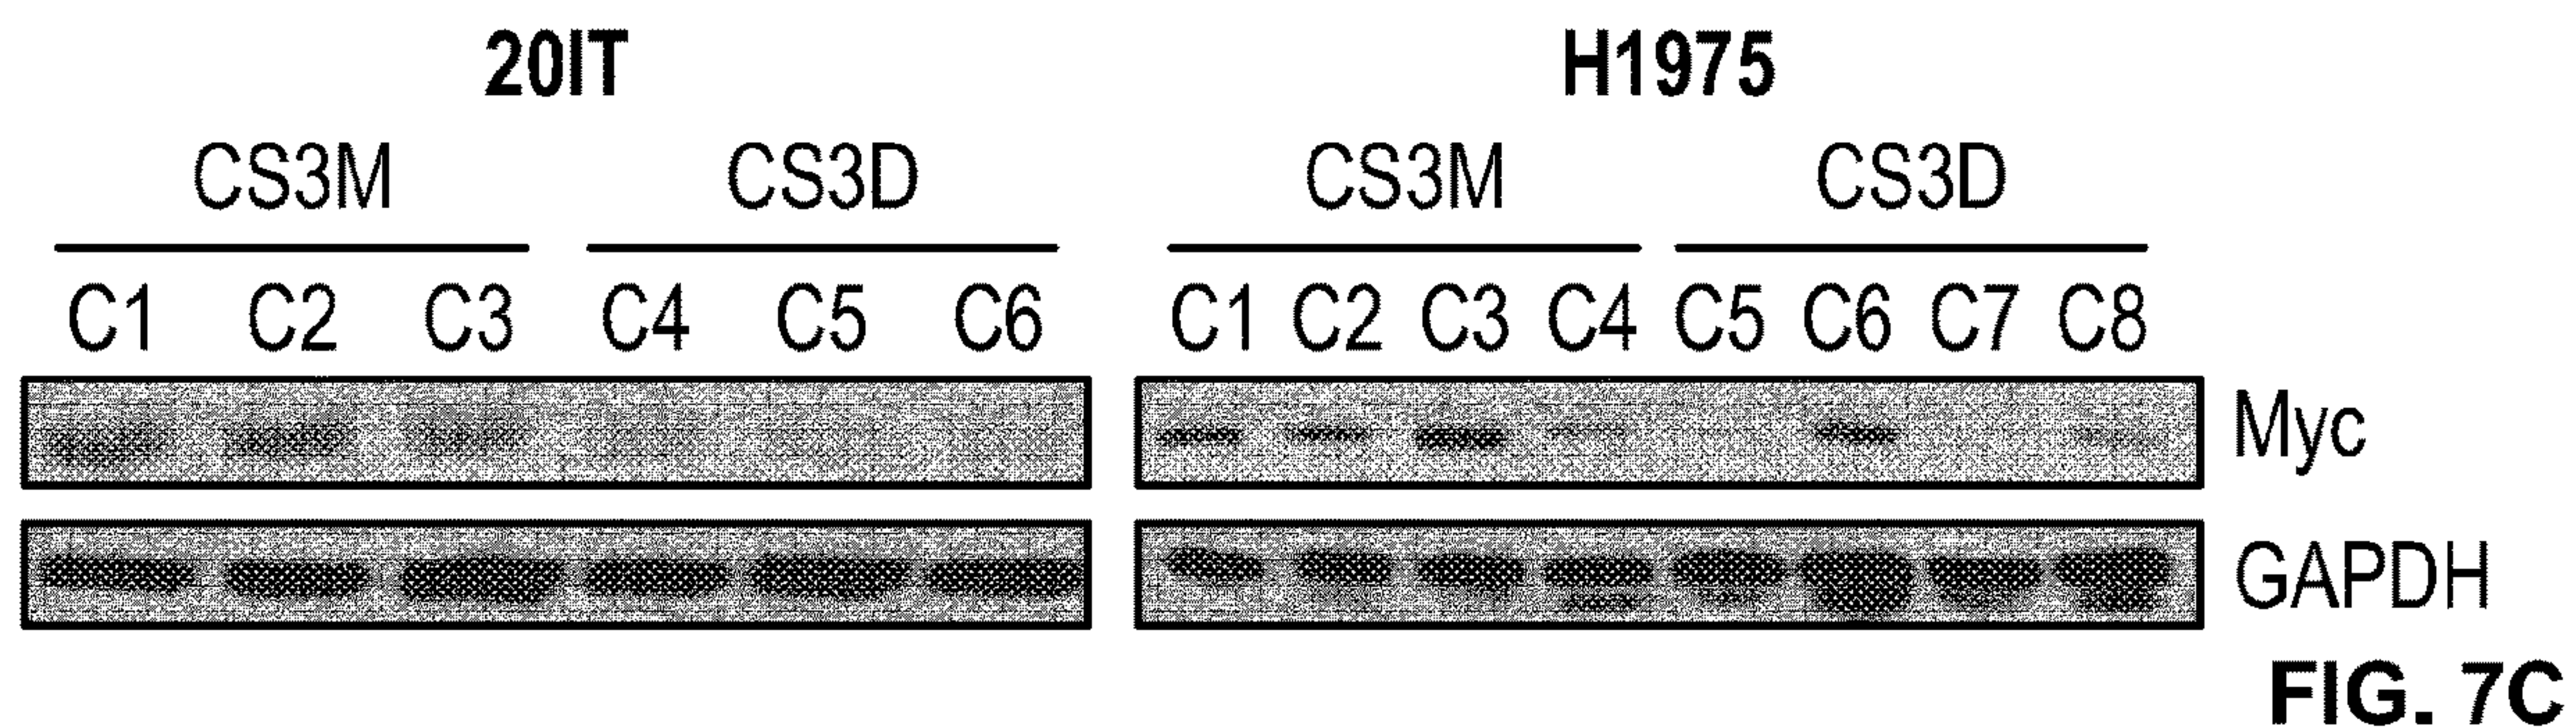 20IT H1975
CS3M CS3D CS3M CS3D
C1 C2 C3 C4 C5 C6 C1 C2 C3 C4 C5 C6 C7 C8
Myc
GAPDH
FIG. 7C